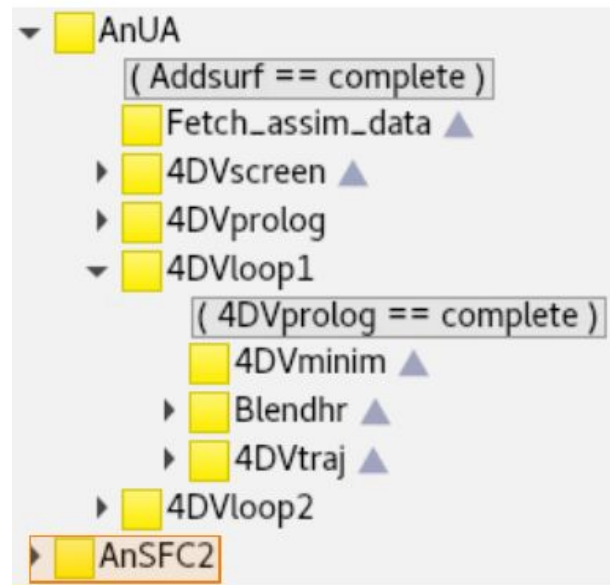 AnUA
( Addsurf == complete )
Fetch_assim_data
4DVscreen
4DVprolog
4DVloop1
( 4DVprolog == complete )
4DVminim
Blendhr
4DVtraj
4DVloop2
AnSFC2